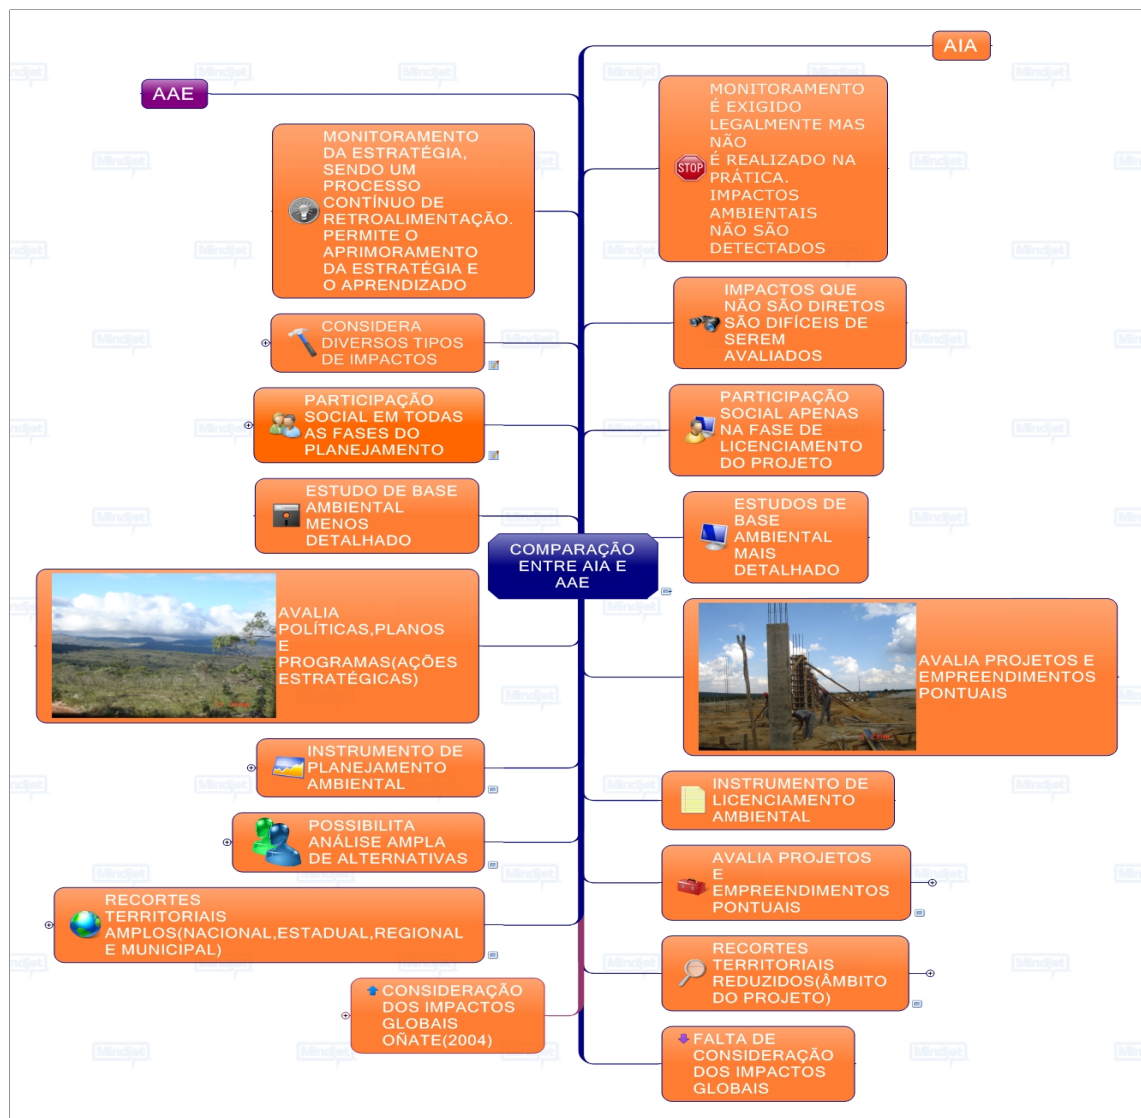 AIA
AAE
MONITORAMENTO
DA ESTRATÉGIA,
SENDO UM
PROCESSO
CONTÍNUO DE
RETROALIMENTAÇÃO.
PERMITE O
APRIMORAMENTO
DA ESTRATÉGIA E
O APRENDIZADO
CONSIDERA
DIVERSOS TIPOS
DE IMPACTOS
PARTICIPAÇÃO
SOCIAL EM TODAS
AS FASES DO
PLANEJAMENTO
ESTUDO DE BASE
AMBIENTAL
MENOS
DETALHADO
AVALIA
POLÍTICAS,PLANOS
E
PROGRAMAS(AÇÕES
ESTRATÉGICAS)
INSTRUMENTO DE
PLANEJAMENTO
AMBIENTAL
POSSIBILITA
ANÁLISE AMPLA
DE ALTERNATIVAS
RECORTES
TERRITORIAIS
AMPLOS(NACIONAL,ESTADUAL,REGIONAL
E MUNICIPAL)
CONSIDERAÇÃO
DOS IMPACTOS
GLOBAIS
OÑATE(2004)
COMPARAÇÃO
ENTRE AIA E
AAE
MONITORAMENTO
É EXIGIDO
LEGALMENTE MAS
NÃO
É REALIZADO NA
PRÁTICA.
IMPACTOS
AMBIENTAIS
NÃO SÃO
DETECTADOS
STOP
IMPACTOS QUE
NÃO SÃO DIRETOS
SÃO DIFÍCEIS DE
SEREM
AVALIADOS
PARTICIPAÇÃO
SOCIAL APENAS
NA FASE DE
LICENCIAMENTO
DO PROJETO
ESTUDOS DE
BASE
AMBIENTAL
MAIS
DETALHADO
AVALIA PROJETOS E
EMPREENDIMENTOS
PONTUAIS
INSTRUMENTO DE
LICENCIAMENTO
AMBIENTAL
AVALIA PROJETOS
E
EMPREENDIMENTOS
PONTUAIS
RECORTES
TERRITORIAIS
REDUZIDOS(ÂMBITO
DO PROJETO)
FALTA DE
CONSIDERAÇÃO
DOS IMPACTOS
GLOBAIS
Mindjet